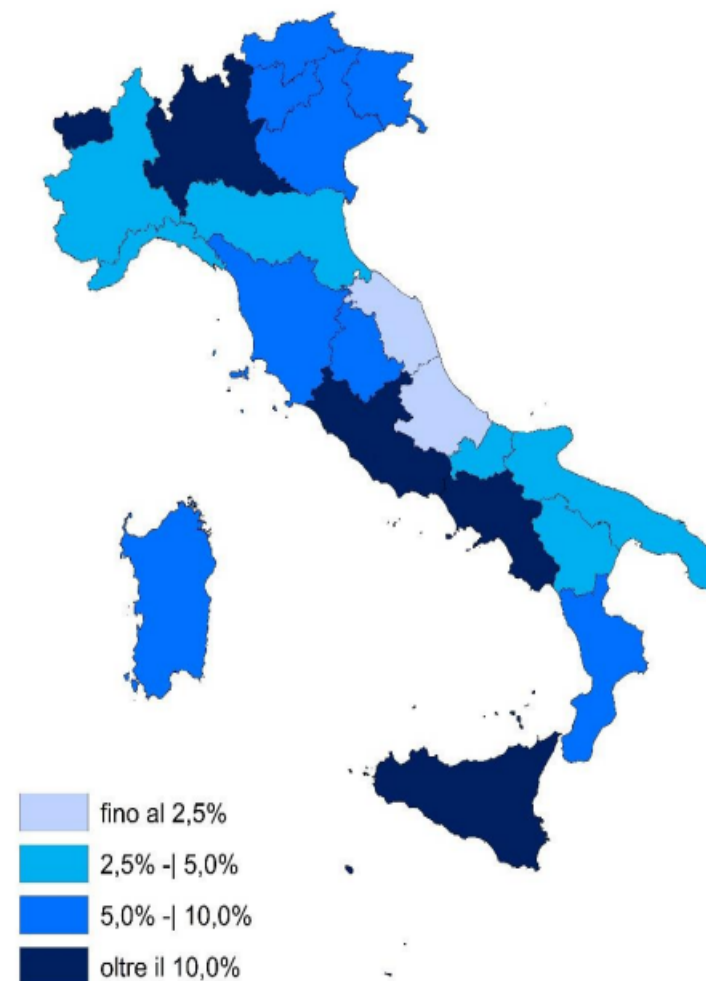 fino al 2,5%
2,5% -| 5,0%
5,0% -| 10,0%
oltre il 10,0%